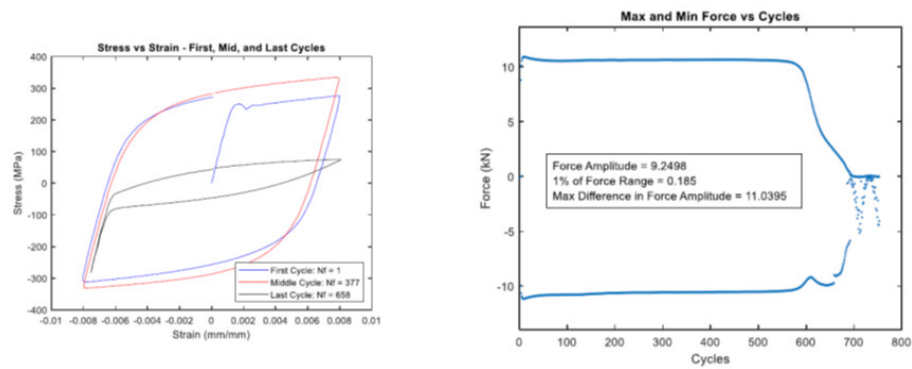 Stress vs Strain - First, Mid, and Last Cycles
400
300
200
100
0
-100
-200
-300
-400
Stress (MPa)
First Cycle: Nf = 1
Middle Cycle: Nf = 377
Last Cycle: Nf = 658
-0.01 -0.008 -0.006 -0.004 -0.002 0 0.002 0.004 0.006 0.008 0.01
Strain (mm/mm)
Max and Min Force vs Cycles
10
5
0
-5
-10
Force (kN)
Force Amplitude = 9.2498
1% of Force Range = 0.185
Max Difference in Force Amplitude = 11.0395
0 100 200 300 400 500 600 700 800
Cycles